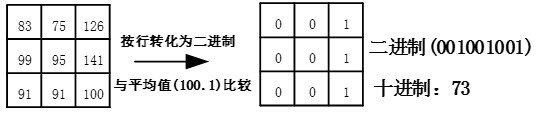 83 75 126
99 95 141
91 91 100
按行转化为二进制
与平均值(100.1)比较
0 0 1
0 0 1
0 0 1
二进制(001001001)
十进制：73